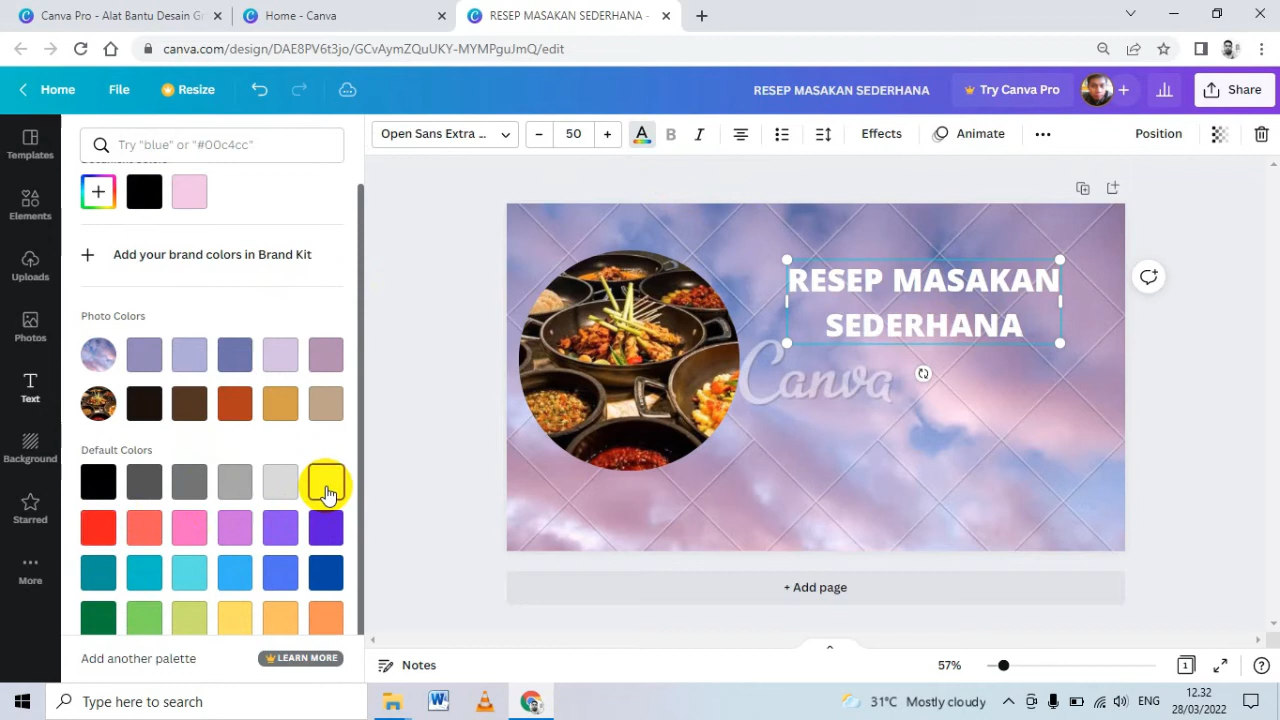 Canva Pro - Alat Bantu Desain Gr
Home - Canva
RESEP MASAKAN SEDERHANA -
canva.com/design/DAE8PV6t3jo/GCvAymZQuUKY-MYMPguJmQ/edit
Home
File
Resize
RESEP MASAKAN SEDERHANA
Try Canva Pro
Share
Templates
Elements
Uploads
Photos
Text
Background
Starred
More
Try "blue" or "#00c4cc"
Open Sans Extra ...
50
A
B
I
Effects
Animate
Position
Add your brand colors in Brand Kit
Photo Colors
Default Colors
Add another palette
LEARN MORE
RESEP MASAKAN
SEDERHANA
Canva
+ Add page
Notes
57%
1
Type here to search
31°C Mostly cloudy
ENG
12.32
28/03/2022